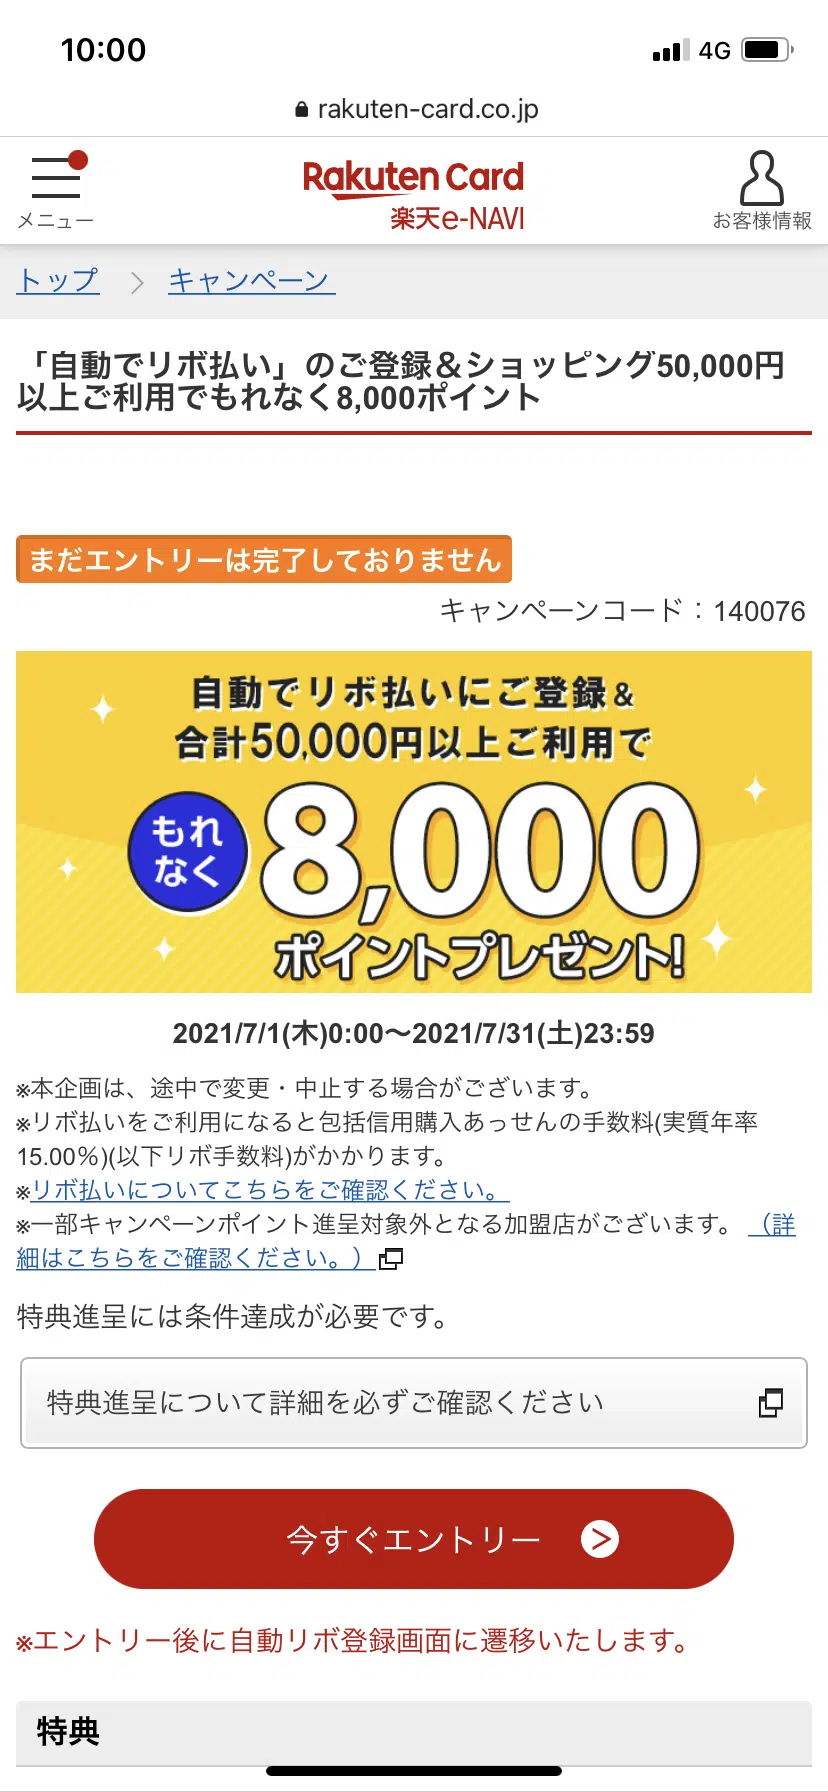 10:00
4G
rakuten-card.co.jp
メニュー
Rakuten Card
楽天e-NAVI
お客様情報
トップ
キャンペーン
「自動でリボ払い」のご登録＆ショッピング50,000円
以上ご利用でもれなく8,000ポイント
まだエントリーは完了しておりません
キャンペーンコード：140076
自動でリボ払いにご登録&
合計50,000円以上ご利用で
もれ
なく
8,000
ポイントプレゼント!
2021/7/1(木)0:00〜2021/7/31(土)23:59
※本企画は、途中で変更・中止する場合がございます。
※リボ払いをご利用になると包括信用購入あっせんの手数料(実質年率
15.00％)(以下リボ手数料)がかかります。
※リボ払いについてこちらをご確認ください。
※一部キャンペーンポイント進呈対象外となる加盟店がございます。（詳
細はこちらをご確認ください。）
特典進呈には条件達成が必要です。
特典進呈について詳細を必ずご確認ください
今すぐエントリー
※エントリー後に自動リボ登録画面に遷移いたします。
特典